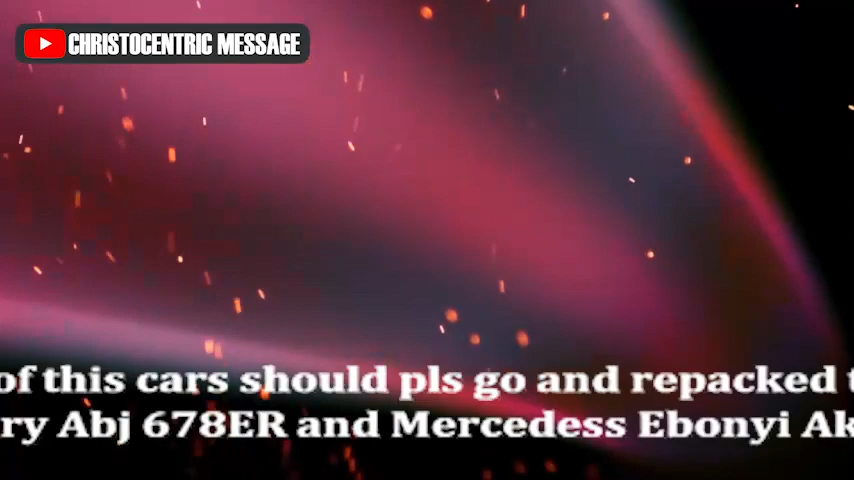 CHRISTOCENTRIC MESSAGE
of this cars should pls go and repacked
ry Abj 678ER and Mercedess Ebonyi Ak